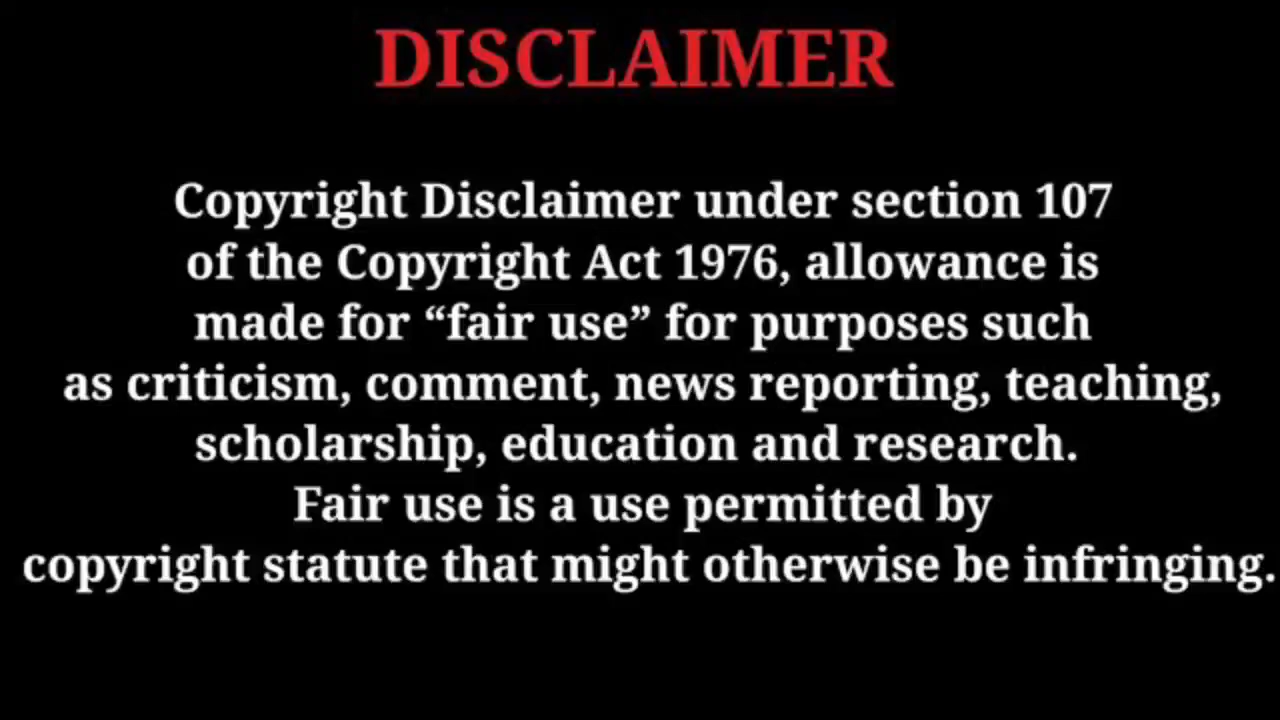 DISCLAIMER
Copyright Disclaimer under section 107
of the Copyright Act 1976, allowance is
made for “fair use” for purposes such
as criticism, comment, news reporting, teaching,
scholarship, education and research.
Fair use is a use permitted by
copyright statute that might otherwise be infringing.